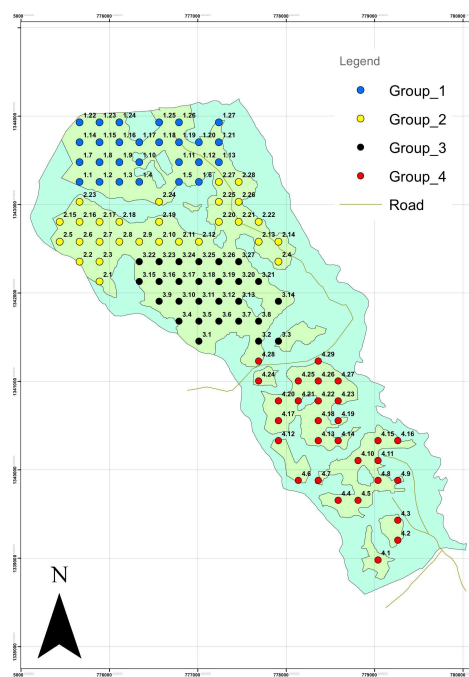 776000 777000 778000 779000 780000
Legend
Group_1
Group_2
Group_3
Group_4
Road
1.22 1.23 1.24 1.25 1.26 1.27
1.14 1.15 1.16 1.17 1.18 1.19 1.20 1.21
1.7 1.8 1.9 1.10 1.11 1.12 1.13
1.1 1.2 1.3 1.4 1.5 1.6 2.27 2.28
2.23 2.24 2.25 2.26
2.15 2.16 2.17 2.18 2.19 2.20 2.21 2.22
2.5 2.6 2.7 2.8 2.9 2.10 2.11 2.12 2.13 2.14
2.2 2.3 3.22 3.23 3.24 3.25 3.26 3.27 2.4
2.1 3.15 3.16 3.17 3.18 3.19 3.20 3.21
3.9 3.10 3.11 3.12 3.13 3.14
3.4 3.5 3.6 3.7 3.8
3.1 3.2 3.3
4.28 4.29
4.24 4.25 4.26 4.27
4.20 4.21 4.22 4.23
4.17 4.18 4.19
4.12 4.13 4.14 4.15 4.16
4.10 4.11
4.6 4.7 4.8 4.9
4.4 4.5
4.3
4.2
4.1
N
776000 777000 778000 779000 780000